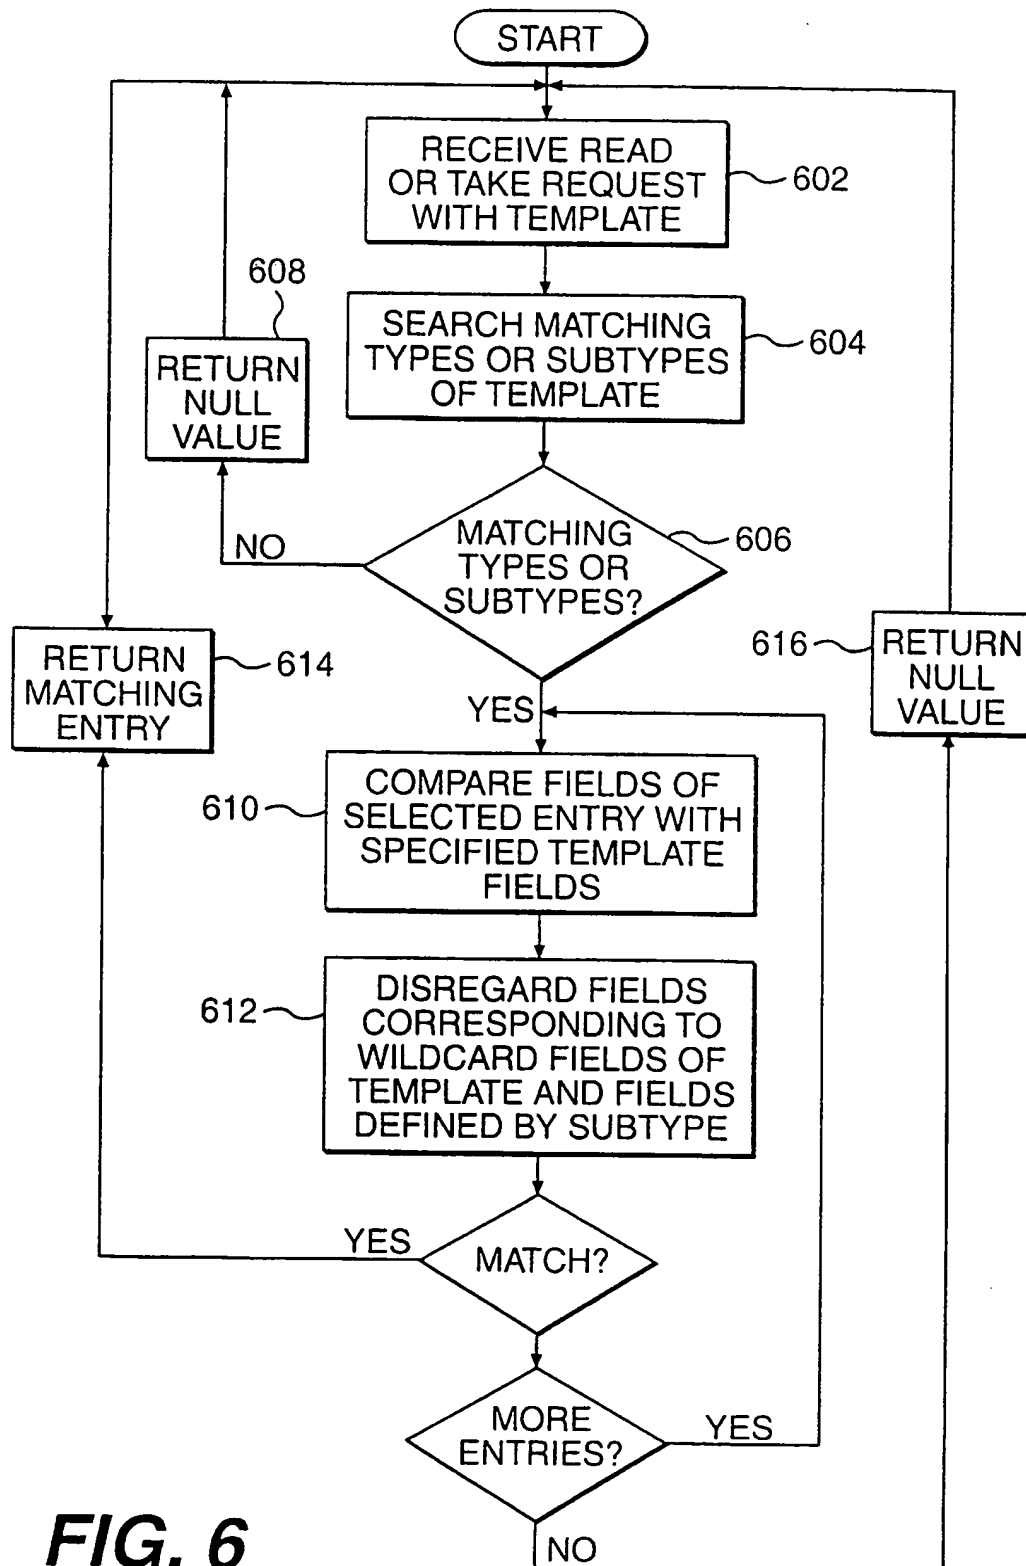 START
RECEIVE READ
OR TAKE REQUEST
WITH TEMPLATE
602
608
SEARCH MATCHING
TYPES OR SUBTYPES
OF TEMPLATE
604
RETURN
NULL
VALUE
MATCHING
TYPES OR
SUBTYPES?
606
NO
RETURN
MATCHING
ENTRY
614
616
RETURN
NULL
VALUE
YES
COMPARE FIELDS OF
SELECTED ENTRY WITH
SPECIFIED TEMPLATE
FIELDS
610
DISREGARD FIELDS
CORRESPONDING TO
WILDCARD FIELDS OF
TEMPLATE AND FIELDS
DEFINED BY SUBTYPE
612
YES
MATCH?
MORE
ENTRIES?
YES
NO
FIG. 6